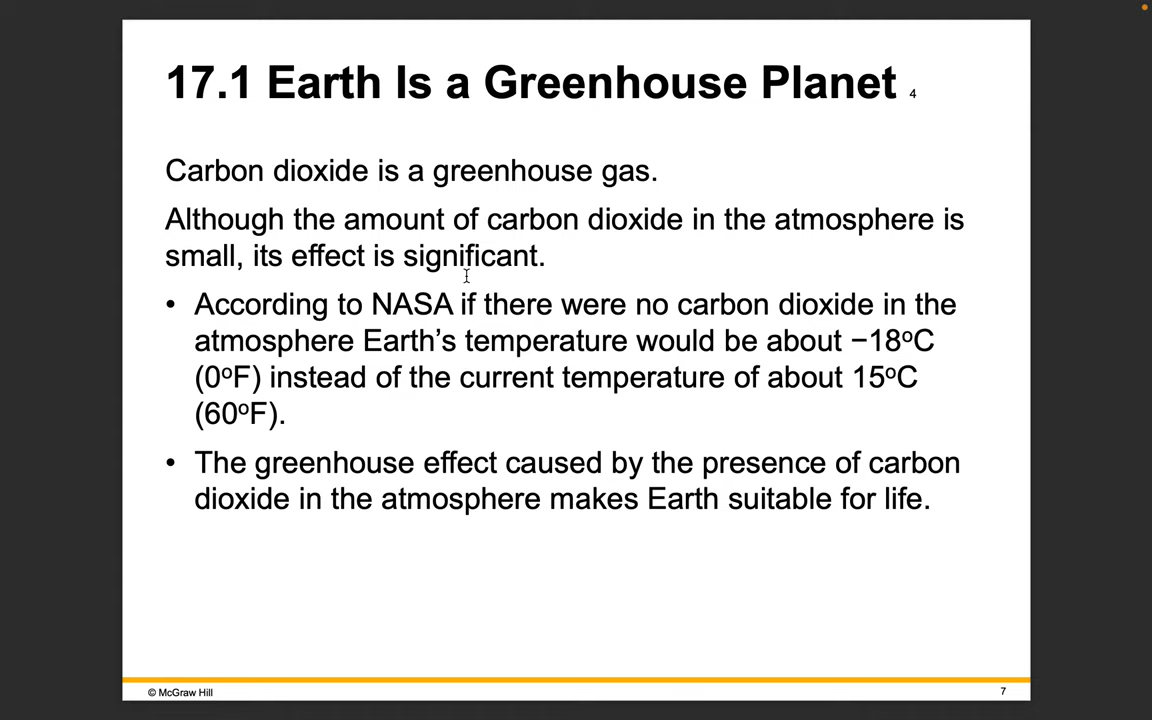 17.1 Earth Is a Greenhouse Planet 4
Carbon dioxide is a greenhouse gas.
Although the amount of carbon dioxide in the atmosphere is
small, its effect is significant.
• According to NASA if there were no carbon dioxide in the
atmosphere Earth’s temperature would be about −18ºC
(0ºF) instead of the current temperature of about 15ºC
(60ºF).
• The greenhouse effect caused by the presence of carbon
dioxide in the atmosphere makes Earth suitable for life.
© McGraw Hill
7